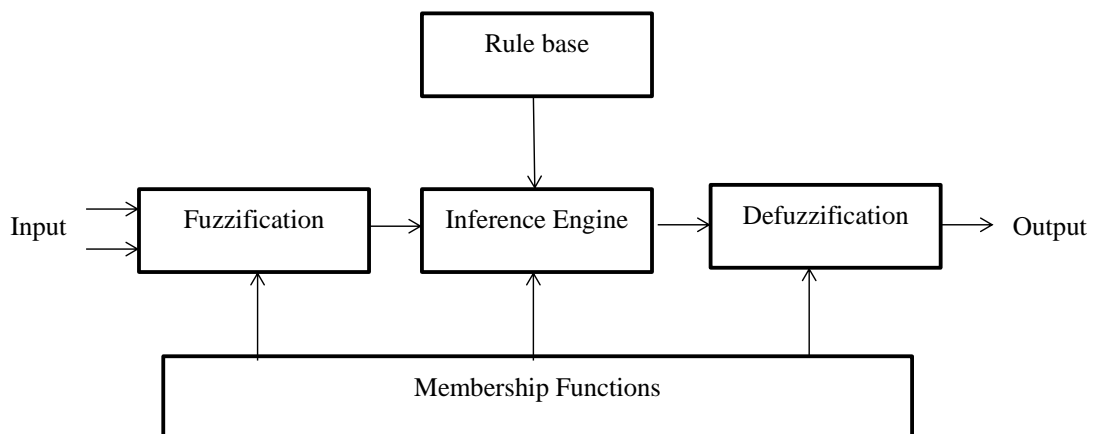 Rule base
Input
Fuzzification
Inference Engine
Defuzzification
Output
Membership Functions